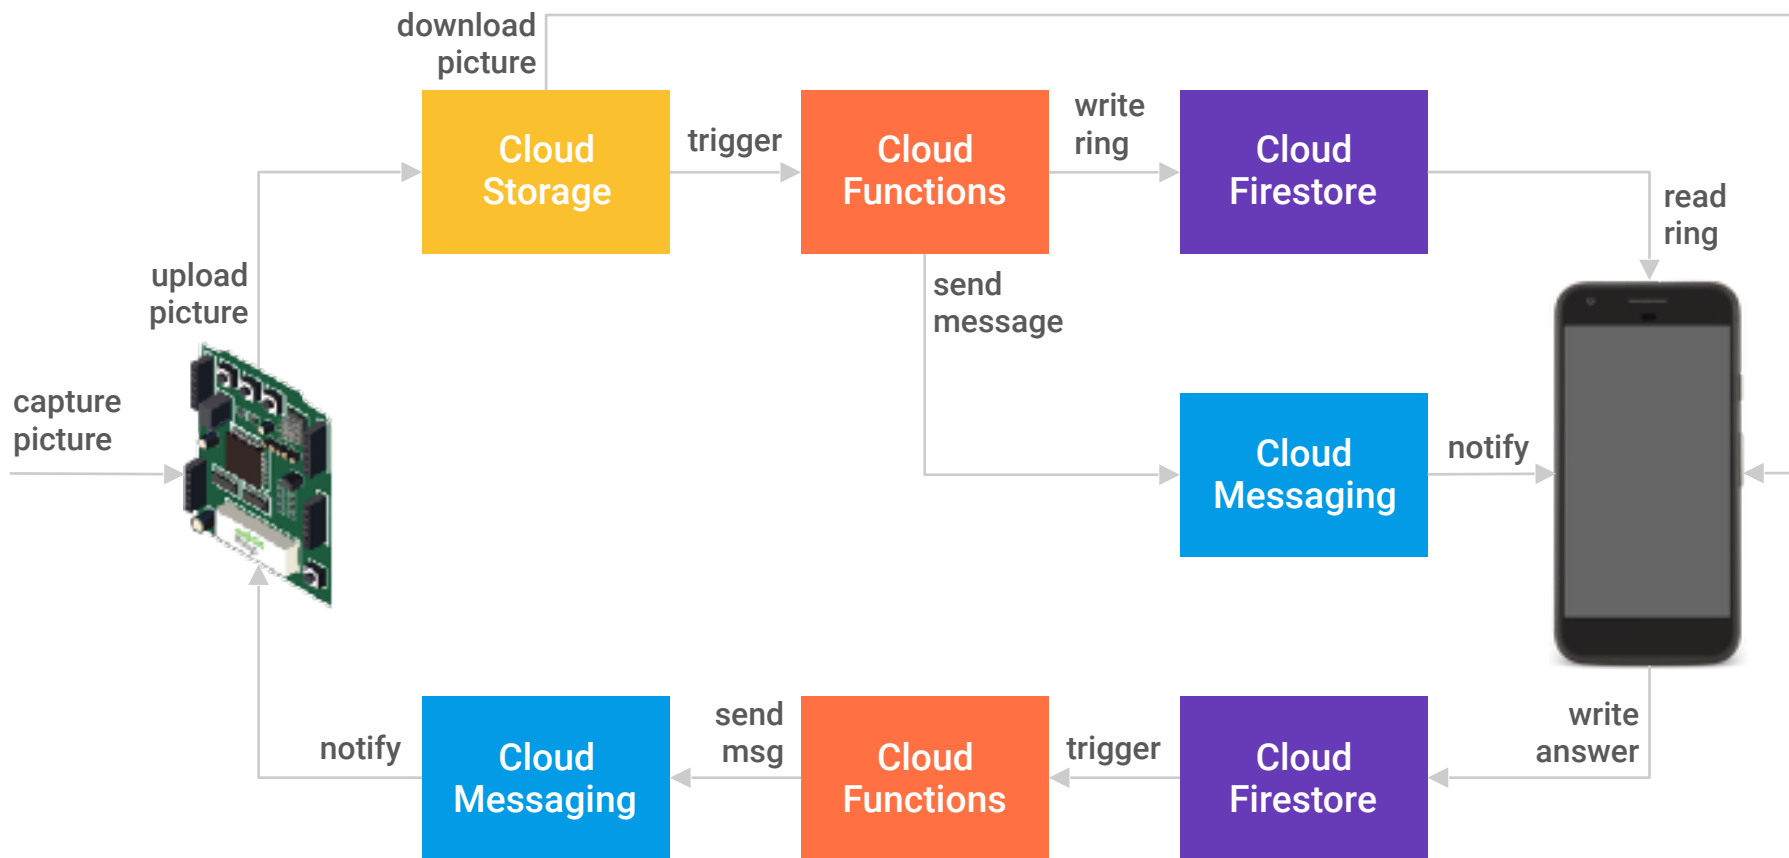 download
picture
Cloud
Storage
trigger
Cloud
Functions
write
ring
Cloud
Firestore
read
ring
upload
picture
send
message
capture
picture
Cloud
Messaging
notify
notify
Cloud
Messaging
send
msg
Cloud
Functions
trigger
Cloud
Firestore
write
answer